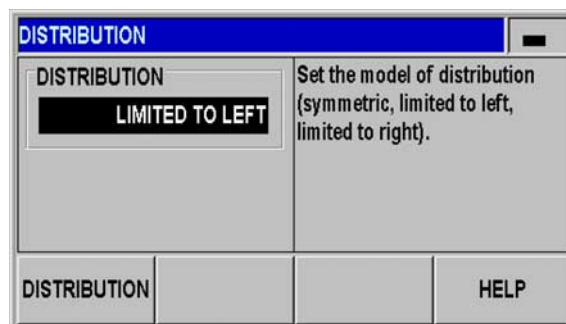 DISTRIBUTION
DISTRIBUTION
LIMITED TO LEFT
Set the model of distribution
(symmetric, limited to left,
limited to right).
DISTRIBUTION
HELP